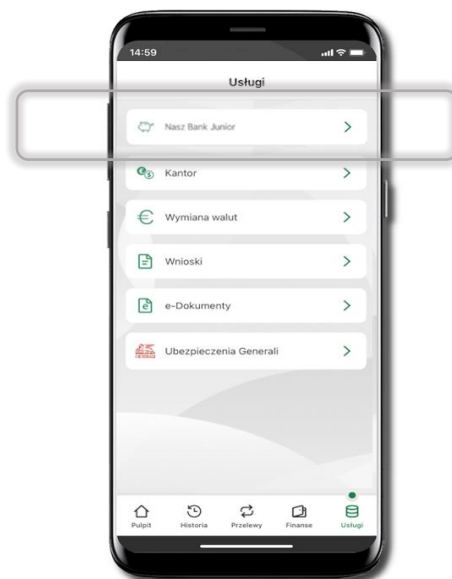 14:59
Usługi
Nasz Bank Junior
Kantor
Wymiana walut
Wnioski
e-Dokumenty
Ubezpieczenia Generali
Pulpit Historia Przelewy Finanse Usługi